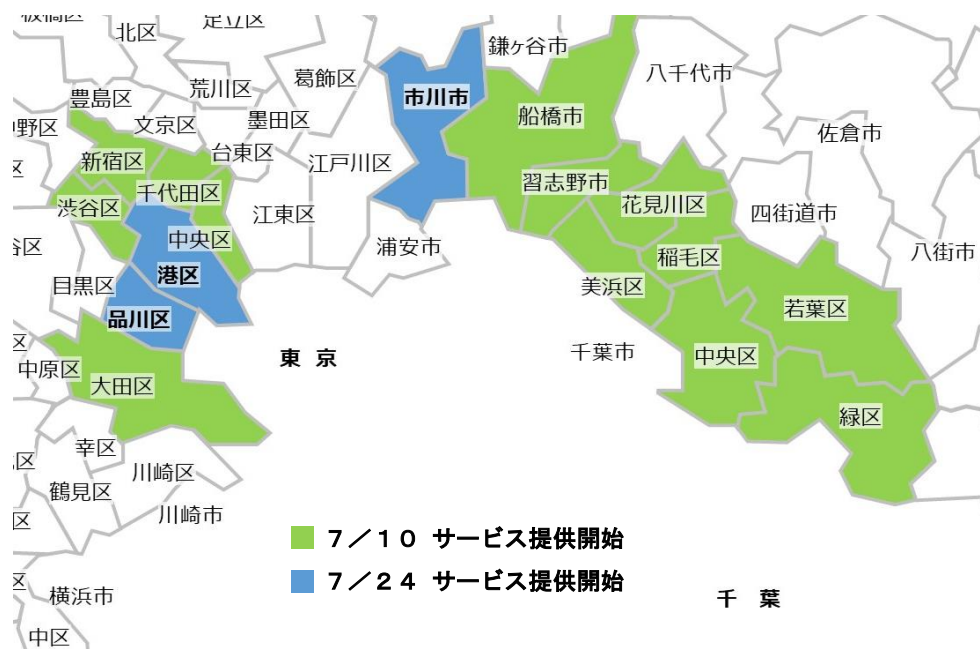 足立区
北区
鎌ヶ谷市
葛飾区
八千代市
荒川区
豊島区
市川市
船橋市
文京区
墨田区
佐倉市
台東区
新宿区
江戸川区
千代田区
習志野市
渋谷区
花見川区
江東区
四街道市
中央区
浦安市
八街市
稲毛区
港区
目黒区
美浜区
若葉区
品川区
千葉市
中央区
東 京
中原区
大田区
緑区
幸区
川崎区
鶴見区
川崎市
７／１０ サービス提供開始
７／２４ サービス提供開始
横浜市
千 葉
中区